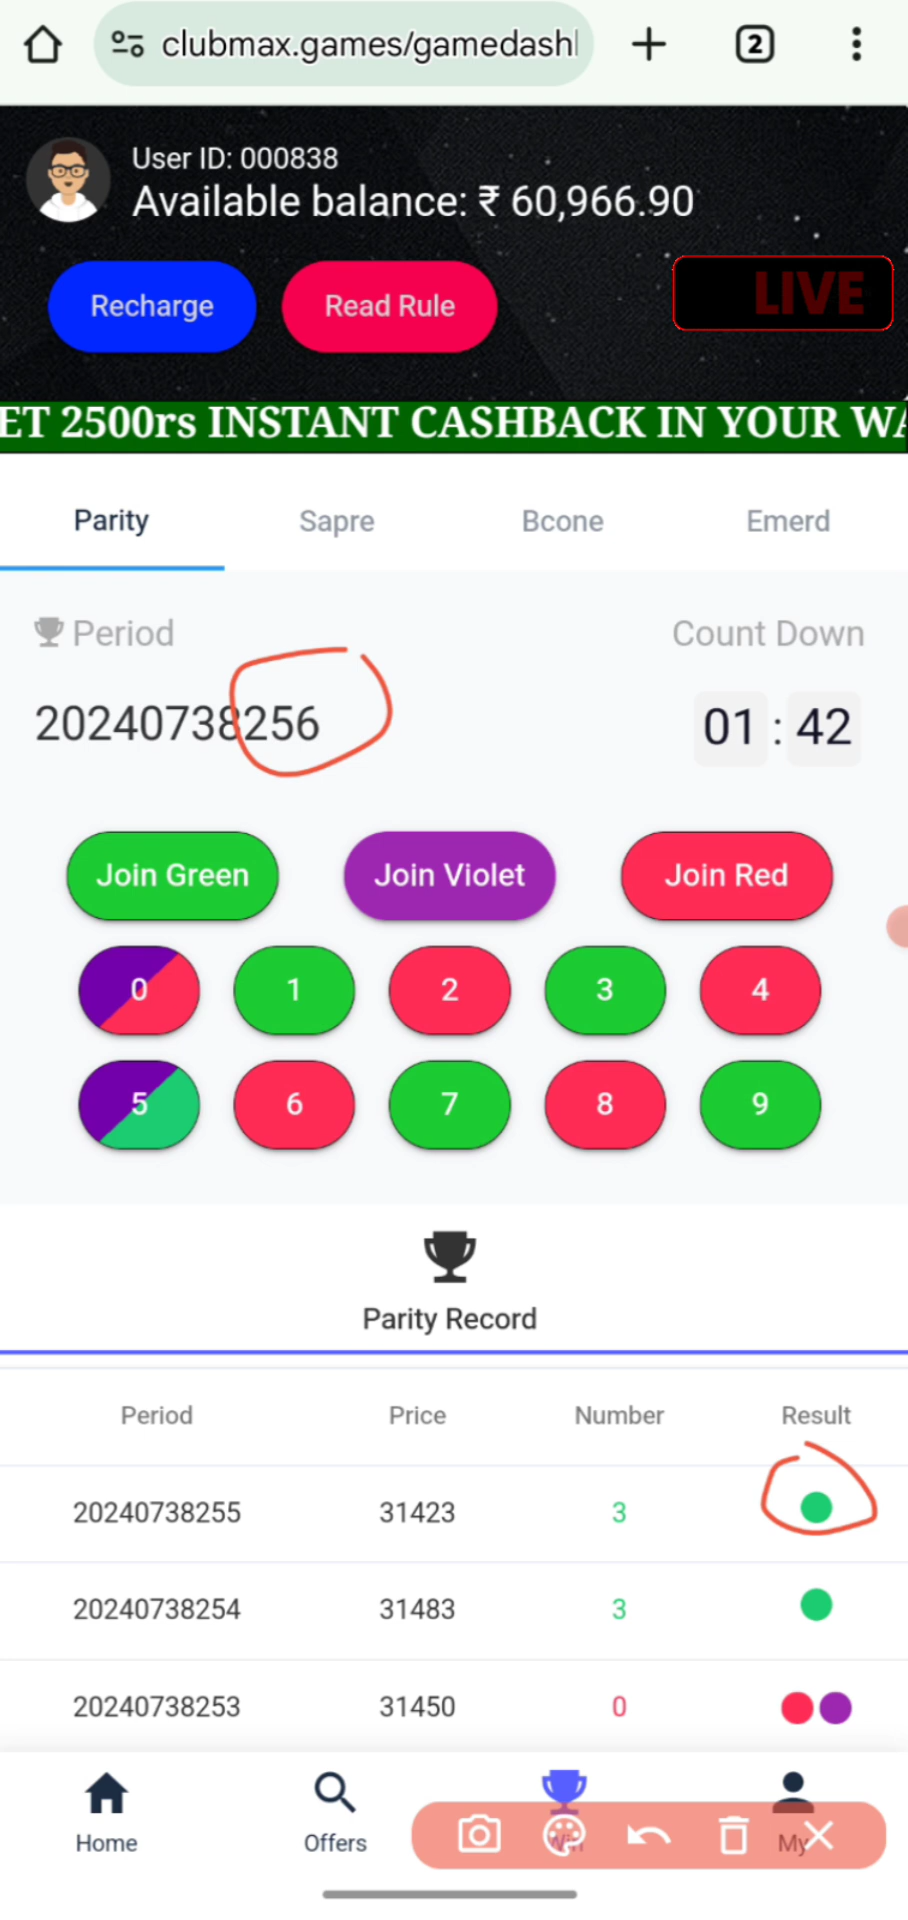 clubmax.games/gamedashl
2
User ID: 000838
Available balance: ₹ 60,966.90
Recharge
Read Rule
LIVE
ET 2500rs INSTANT CASHBACK IN YOUR WA
Parity
Sapre
Bcone
Emerd
Period
Count Down
20240738256
01 : 42
Join Green
Join Violet
Join Red
0 1 2 3 4
5 6 7 8 9
Parity Record
Period Price Number Result
20240738255 31423 3
20240738254 31483 3
20240738253 31450 0
Home
Offers
Win
My